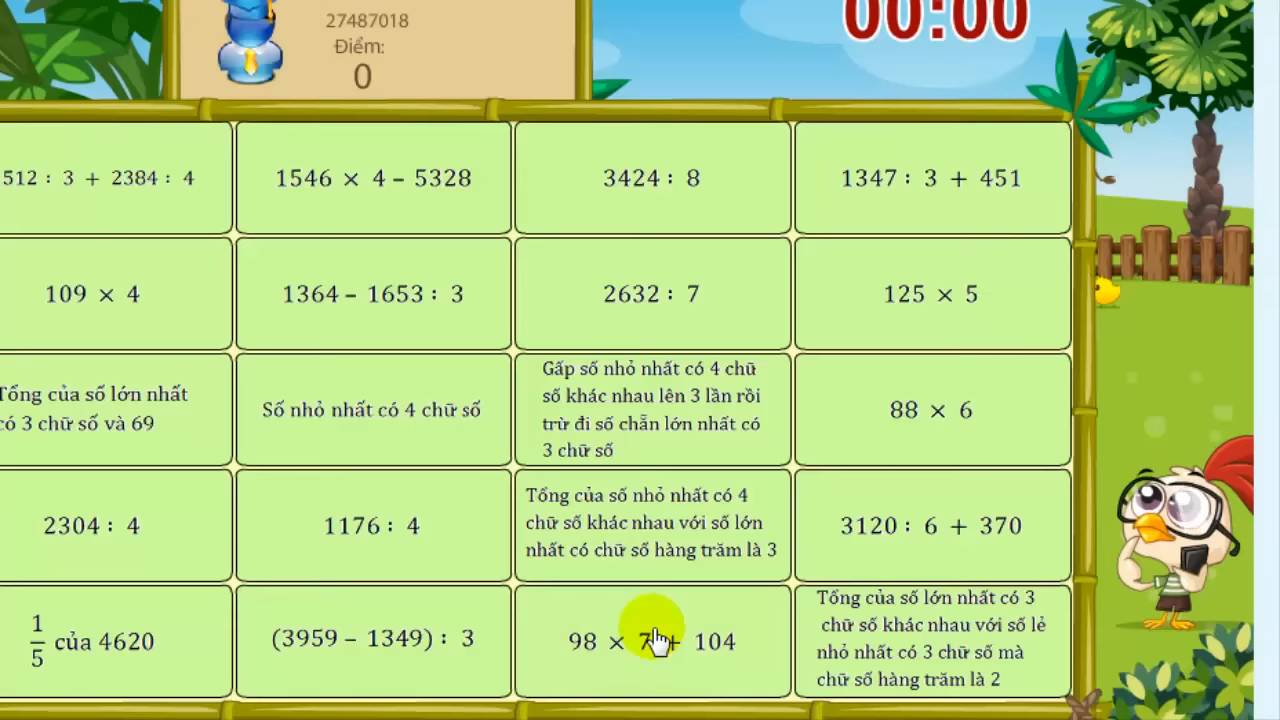 27487018
Điểm:
0
00:00
512 : 3 + 2384 : 4
1546 × 4 – 5328
3424 : 8
1347 : 3 + 451
109 × 4
1364 – 1653 : 3
2632 : 7
125 × 5
Tổng của số lớn nhất
có 3 chữ số và 69
Số nhỏ nhất có 4 chữ số
Gấp số nhỏ nhất có 4 chữ
số khác nhau lên 3 lần rồi
trừ đi số chẵn lớn nhất có
3 chữ số
88 × 6
2304 : 4
1176 : 4
Tổng của số nhỏ nhất có 4
chữ số khác nhau với số lớn
nhất có chữ số hàng trăm là 3
3120 : 6 + 370
1/5 của 4620
(3959 – 1349) : 3
98 × 7 + 104
Tổng của số lớn nhất có 3
chữ số khác nhau với số lẻ
nhỏ nhất có 3 chữ số mà
chữ số hàng trăm là 2